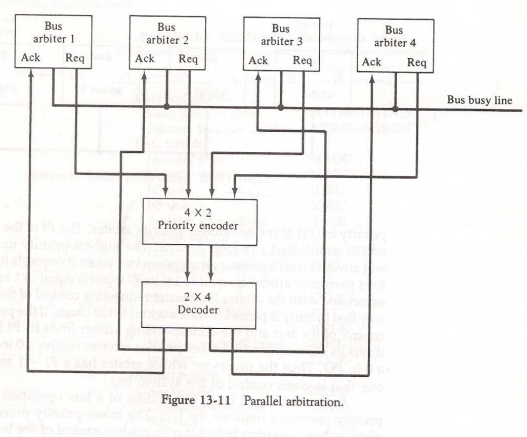 Bus
arbiter 1
Ack Req
Bus
arbiter 2
Ack Req
Bus
arbiter 3
Ack Req
Bus
arbiter 4
Ack Req
Bus busy line
4 X 2
Priority encoder
2 X 4
Decoder
Figure 13-11 Parallel arbitration.